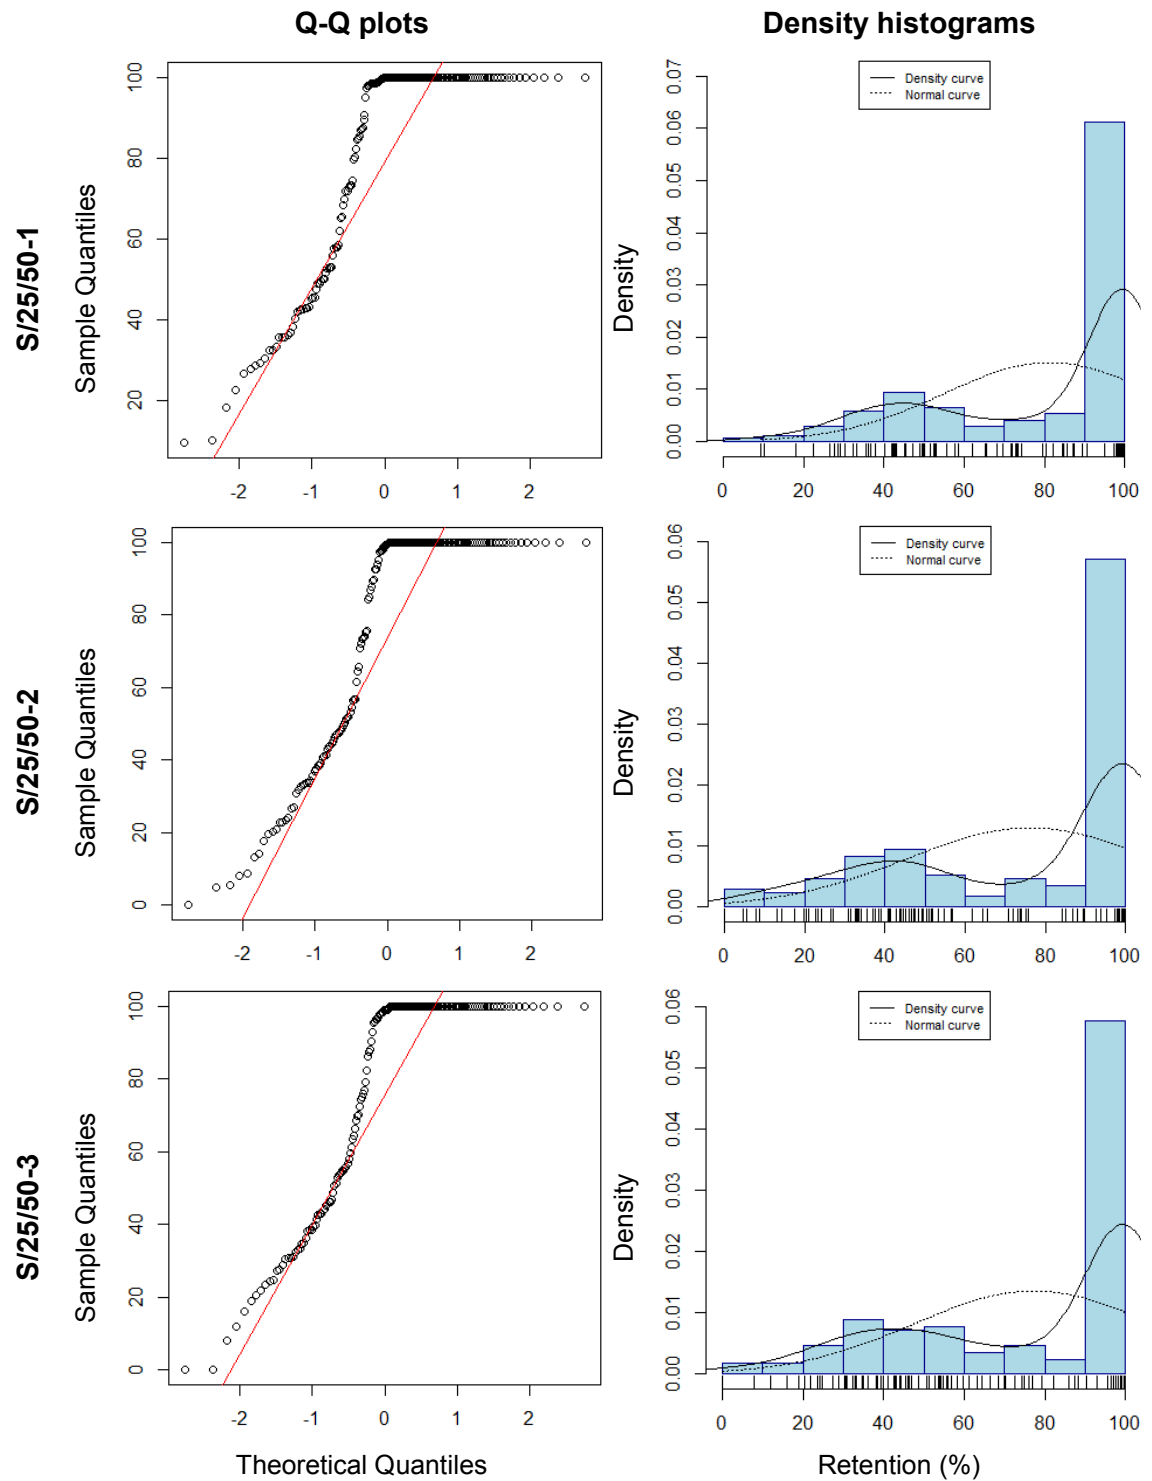 Q-Q plots
Density histograms
S/25/50-1
Sample Quantiles
20 40 60 80 100
-2 -1 0 1 2
Density
0.00 0.01 0.02 0.03 0.04 0.05 0.06 0.07
Density curve
Normal curve
0 20 40 60 80 100
S/25/50-2
Sample Quantiles
0 20 40 60 80 100
-2 -1 0 1 2
Density
0.00 0.01 0.02 0.03 0.04 0.05 0.06
Density curve
Normal curve
0 20 40 60 80 100
S/25/50-3
Sample Quantiles
0 20 40 60 80 100
-2 -1 0 1 2
Theoretical Quantiles
Density
0.00 0.01 0.02 0.03 0.04 0.05 0.06
Density curve
Normal curve
0 20 40 60 80 100
Retention (%)